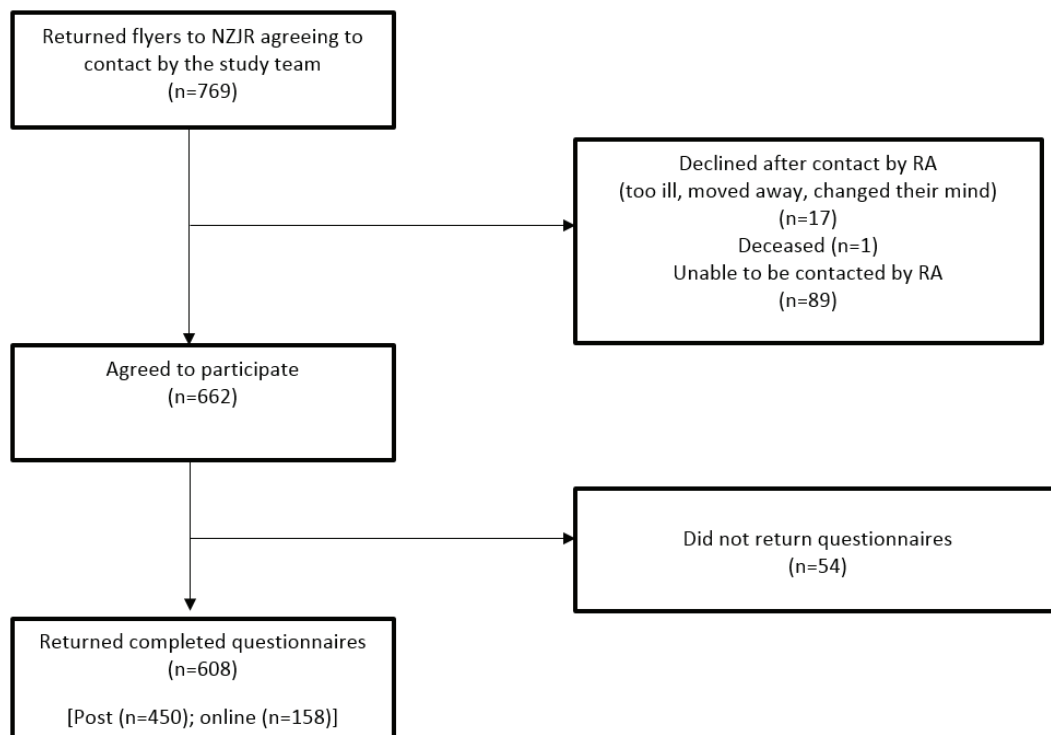 Returned flyers to NZJR agreeing to
contact by the study team
(n=769)
Declined after contact by RA
(too ill, moved away, changed their mind)
(n=17)
Deceased (n=1)
Unable to be contacted by RA
(n=89)
Agreed to participate
(n=662)
Did not return questionnaires
(n=54)
Returned completed questionnaires
(n=608)
[Post (n=450); online (n=158)]